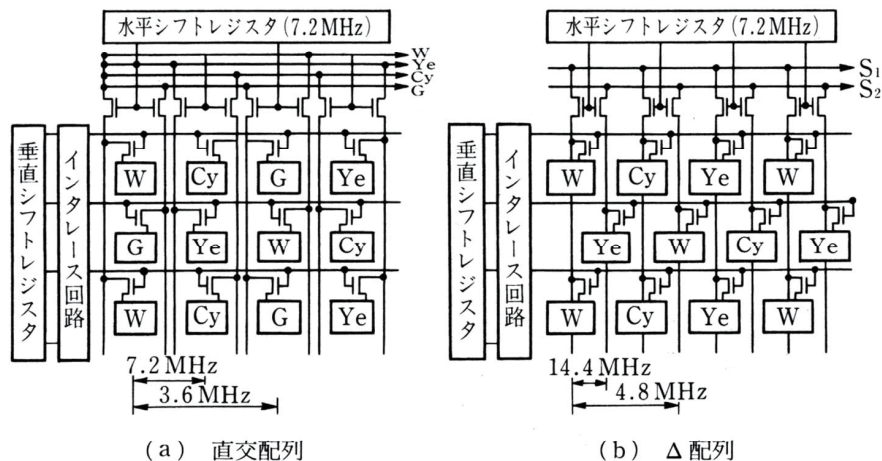 水平シフトレジスタ(7.2MHz)
W
Ye
Cy
G
垂直シフトレジスタ
インタレース回路
W Cy G Ye
G Ye W Cy
W Cy G Ye
7.2MHz
3.6MHz
(a) 直交配列
水平シフトレジスタ(7.2MHz)
S1
S2
垂直シフトレジスタ
インタレース回路
W Cy Ye W
Ye W Cy Ye
W Cy Ye W
14.4MHz
4.8MHz
(b) Δ配列